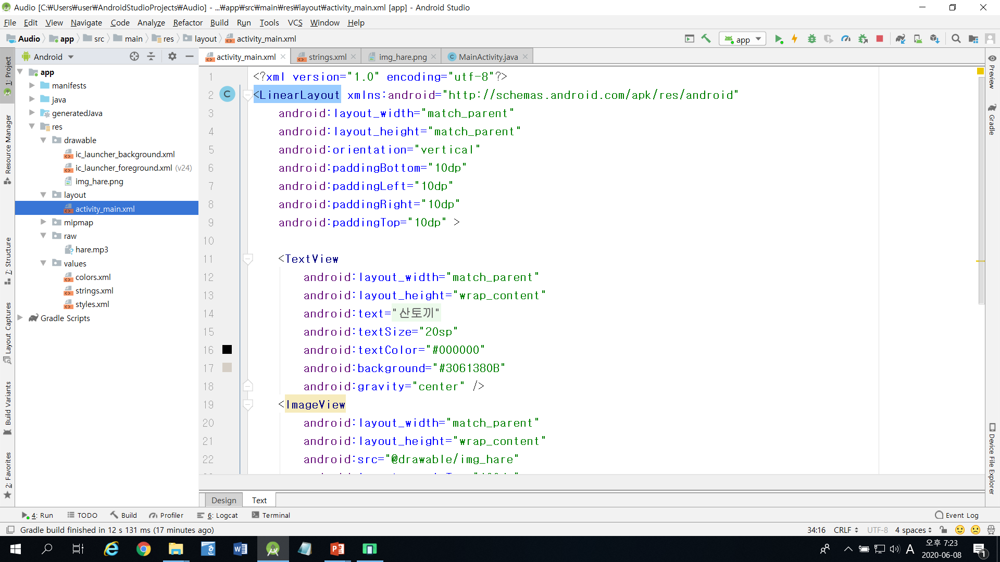 Audio [C:₩Users₩user₩AndroidStudioProjects₩Audio] - ...₩app₩src₩main₩res₩layout₩activity_main.xml [app] - Android Studio
File Edit View Navigate Code Analyze Refactor Build Run Tools VCS Window Help
Audio app src main res layout activity_main.xml
app
Android
activity_main.xml strings.xml img_hare.png MainActivity.java
1: Project
Resource Manager
7: Structure
Layout Captures
Build Variants
2: Favorites
app
manifests
java
generatedJava
res
drawable
ic_launcher_background.xml
ic_launcher_foreground.xml (v24)
img_hare.png
layout
activity_main.xml
mipmap
raw
hare.mp3
values
colors.xml
strings.xml
styles.xml
Gradle Scripts
1 <?xml version="1.0" encoding="utf-8"?>
2 C <LinearLayout xmlns:android="http://schemas.android.com/apk/res/android"
3 android:layout_width="match_parent"
4 android:layout_height="match_parent"
5 android:orientation="vertical"
6 android:paddingBottom="10dp"
7 android:paddingLeft="10dp"
8 android:paddingRight="10dp"
9 android:paddingTop="10dp" >
10
11 <TextView
12 android:layout_width="match_parent"
13 android:layout_height="wrap_content"
14 android:text="산토끼"
15 android:textSize="20sp"
16 android:textColor="#000000"
17 android:background="#3061380B"
18 android:gravity="center" />
19 <ImageView
20 android:layout_width="match_parent"
21 android:layout_height="wrap_content"
22 android:src="@drawable/img_hare"
Preview
Gradle
Device File Explorer
Design Text
4: Run TODO Build Profiler 6: Logcat Terminal Event Log
Gradle build finished in 12 s 131 ms (17 minutes ago) 34:16 CRLF UTF-8 4 spaces
A 오후 7:23
2020-06-08
1